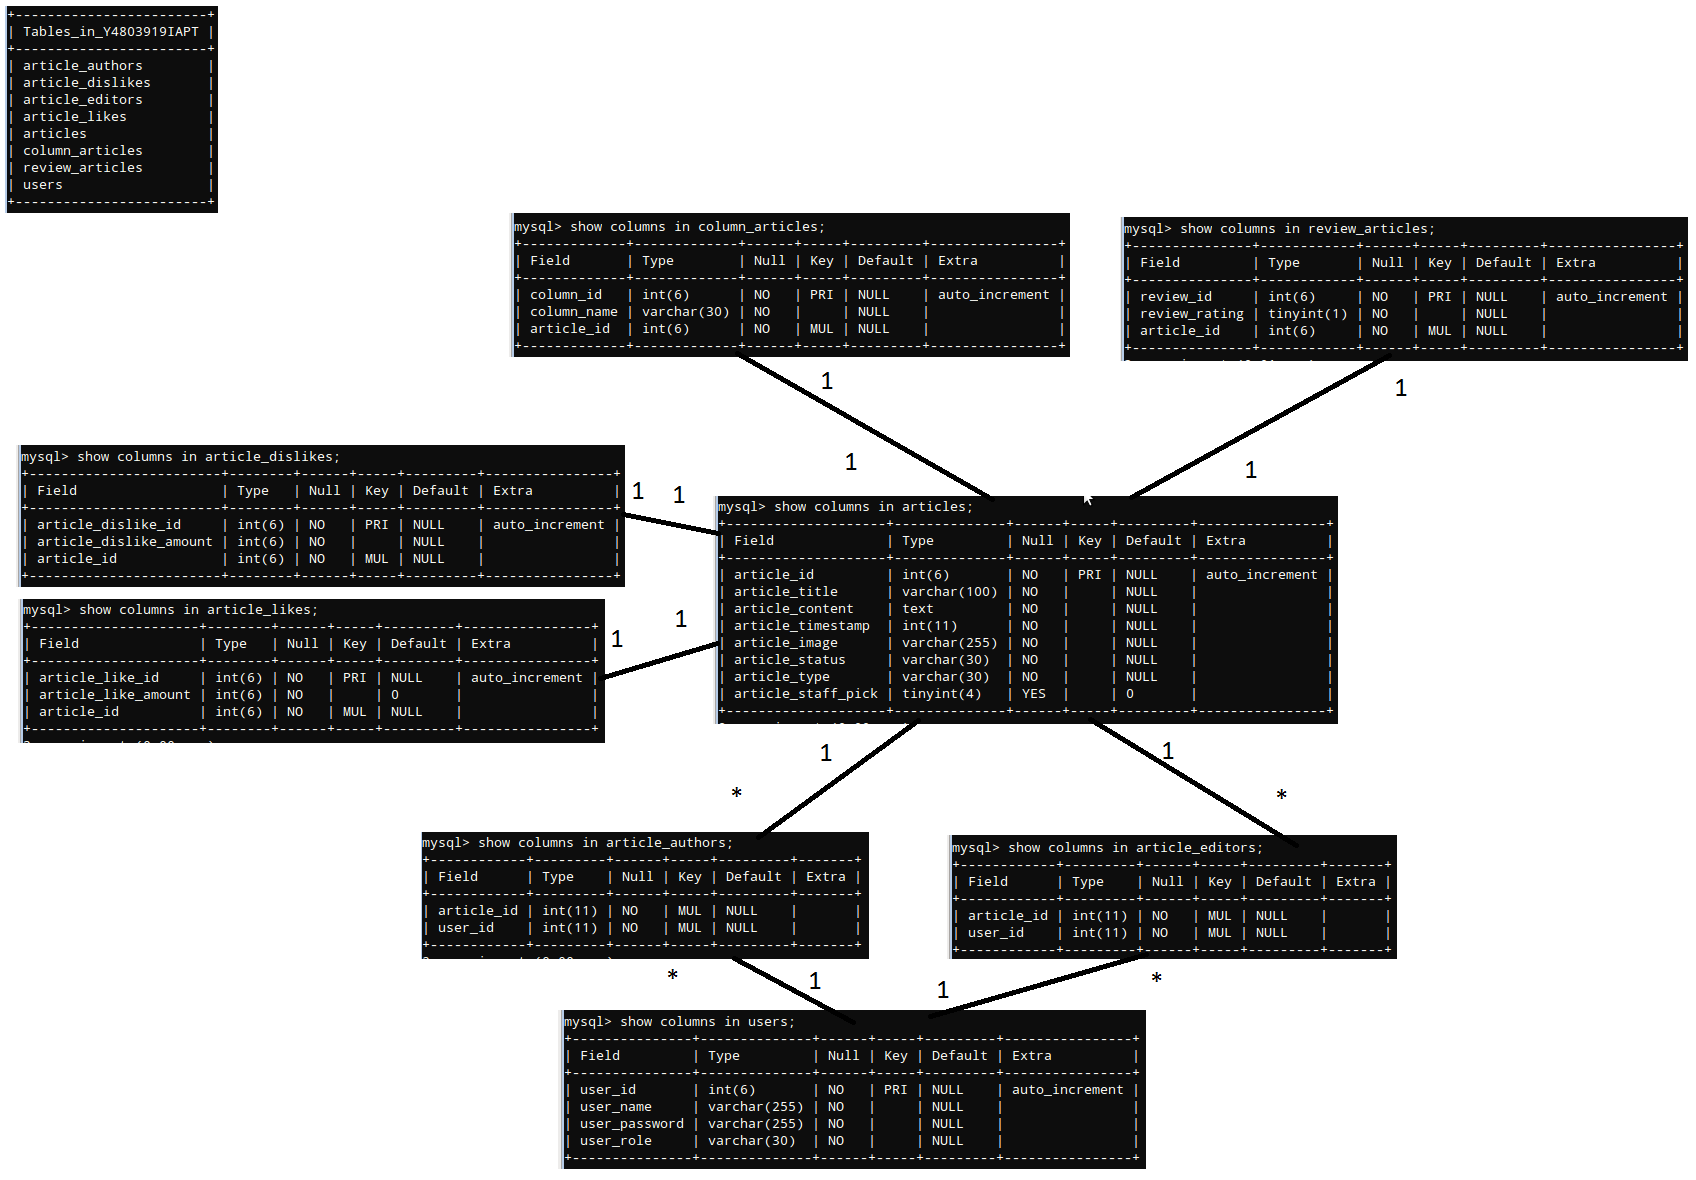 +------------------------+
| Tables_in_Y4803919IAPT |
+------------------------+
| article_authors        |
| article_dislikes       |
| article_editors        |
| article_likes          |
| articles               |
| column_articles        |
| review_articles        |
| users                  |
+------------------------+
mysql> show columns in column_articles;
+-------------+-------------+------+-----+---------+----------------+
| Field       | Type        | Null | Key | Default | Extra          |
+-------------+-------------+------+-----+---------+----------------+
| column_id   | int(6)      | NO   | PRI | NULL    | auto_increment |
| column_name | varchar(30) | NO   |     | NULL    |                |
| article_id  | int(6)      | NO   | MUL | NULL    |                |
+-------------+-------------+------+-----+---------+----------------+
mysql> show columns in review_articles;
+---------------+------------+------+-----+---------+----------------+
| Field         | Type       | Null | Key | Default | Extra          |
+---------------+------------+------+-----+---------+----------------+
| review_id     | int(6)     | NO   | PRI | NULL    | auto_increment |
| review_rating | tinyint(1) | NO   |     | NULL    |                |
| article_id    | int(6)     | NO   | MUL | NULL    |                |
+---------------+------------+------+-----+---------+----------------+
1
1
1
1
mysql> show columns in article_dislikes;
+------------------------+--------+------+-----+---------+----------------+
| Field                  | Type   | Null | Key | Default | Extra          |
+------------------------+--------+------+-----+---------+----------------+
| article_dislike_id     | int(6) | NO   | PRI | NULL    | auto_increment |
| article_dislike_amount | int(6) | NO   |     | NULL    |                |
| article_id             | int(6) | NO   | MUL | NULL    |                |
+------------------------+--------+------+-----+---------+----------------+
1 1
mysql> show columns in articles;
+--------------------+--------------+------+-----+---------+----------------+
| Field              | Type         | Null | Key | Default | Extra          |
+--------------------+--------------+------+-----+---------+----------------+
| article_id         | int(6)       | NO   | PRI | NULL    | auto_increment |
| article_title      | varchar(100) | NO   |     | NULL    |                |
| article_content    | text         | NO   |     | NULL    |                |
| article_timestamp  | int(11)      | NO   |     | NULL    |                |
| article_image      | varchar(255) | NO   |     | NULL    |                |
| article_status     | varchar(30)  | NO   |     | NULL    |                |
| article_type       | varchar(30)  | NO   |     | NULL    |                |
| article_staff_pick | tinyint(4)   | YES  |     | 0       |                |
+--------------------+--------------+------+-----+---------+----------------+
mysql> show columns in article_likes;
+---------------------+--------+------+-----+---------+----------------+
| Field               | Type   | Null | Key | Default | Extra          |
+---------------------+--------+------+-----+---------+----------------+
| article_like_id     | int(6) | NO   | PRI | NULL    | auto_increment |
| article_like_amount | int(6) | NO   |     | 0       |                |
| article_id          | int(6) | NO   | MUL | NULL    |                |
+---------------------+--------+------+-----+---------+----------------+
1 1
1
*
1
*
mysql> show columns in article_authors;
+------------+---------+------+-----+---------+-------+
| Field      | Type    | Null | Key | Default | Extra |
+------------+---------+------+-----+---------+-------+
| article_id | int(11) | NO   | MUL | NULL    |       |
| user_id    | int(11) | NO   | MUL | NULL    |       |
+------------+---------+------+-----+---------+-------+
mysql> show columns in article_editors;
+------------+---------+------+-----+---------+-------+
| Field      | Type    | Null | Key | Default | Extra |
+------------+---------+------+-----+---------+-------+
| article_id | int(11) | NO   | MUL | NULL    |       |
| user_id    | int(11) | NO   | MUL | NULL    |       |
+------------+---------+------+-----+---------+-------+
* 1
1 *
mysql> show columns in users;
+---------------+--------------+------+-----+---------+----------------+
| Field         | Type         | Null | Key | Default | Extra          |
+---------------+--------------+------+-----+---------+----------------+
| user_id       | int(6)       | NO   | PRI | NULL    | auto_increment |
| user_name     | varchar(255) | NO   |     | NULL    |                |
| user_password | varchar(255) | NO   |     | NULL    |                |
| user_role     | varchar(30)  | NO   |     | NULL    |                |
+---------------+--------------+------+-----+---------+----------------+